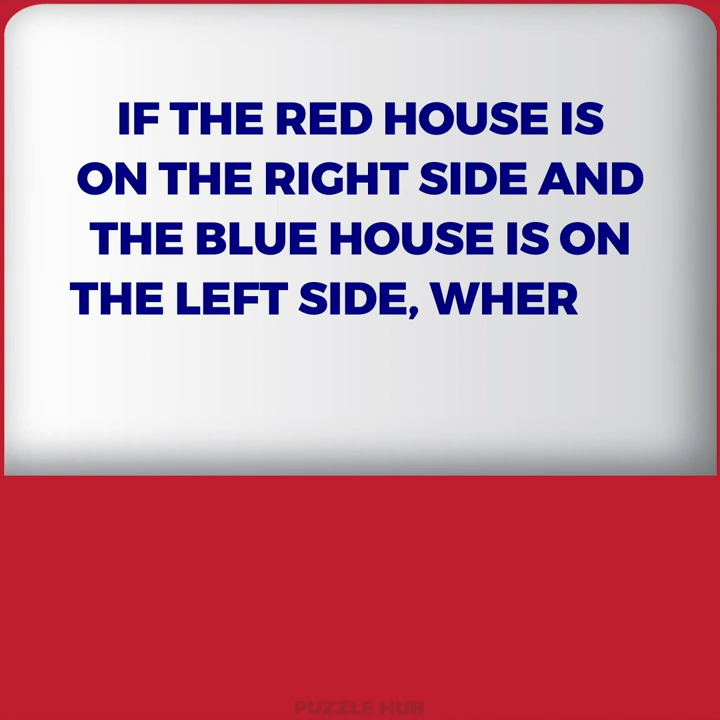 IF THE RED HOUSE IS
ON THE RIGHT SIDE AND
THE BLUE HOUSE IS ON
THE LEFT SIDE, WHER
PUZZLE HUB